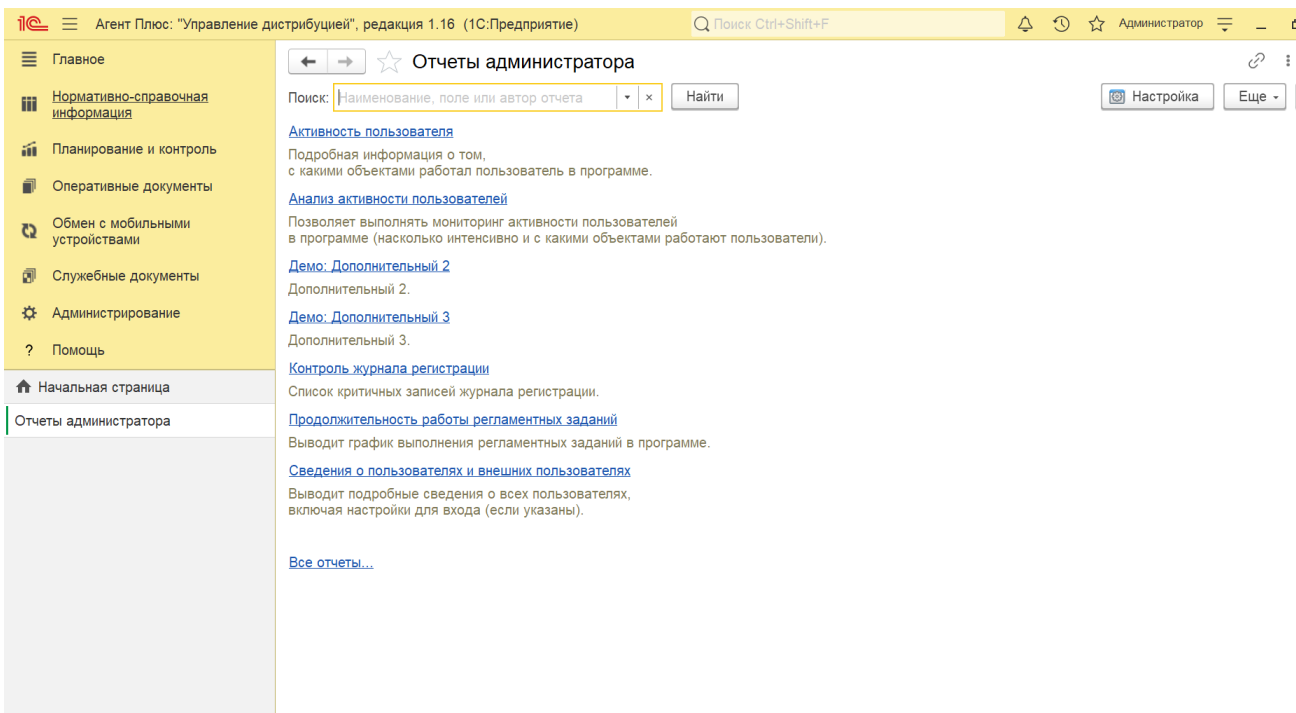 1С Агент Плюс: "Управление дистрибуцией", редакция 1.16 (1С:Предприятие)
Поиск Ctrl+Shift+F
Администратор
Главное
Нормативно-справочная
информация
Планирование и контроль
Оперативные документы
Обмен с мобильными
устройствами
Служебные документы
Администрирование
? Помощь
Начальная страница
Отчеты администратора
Отчеты администратора
Поиск: Наименование, поле или автор отчета
Найти
Настройка
Еще
Активность пользователя
Подробная информация о том,
с какими объектами работал пользователь в программе.
Анализ активности пользователей
Позволяет выполнять мониторинг активности пользователей
в программе (насколько интенсивно и с какими объектами работают пользователи).
Демо: Дополнительный 2
Дополнительный 2.
Демо: Дополнительный 3
Дополнительный 3.
Контроль журнала регистрации
Список критичных записей журнала регистрации.
Продолжительность работы регламентных заданий
Выводит график выполнения регламентных заданий в программе.
Сведения о пользователях и внешних пользователях
Выводит подробные сведения о всех пользователях,
включая настройки для входа (если указаны).
Все отчеты...